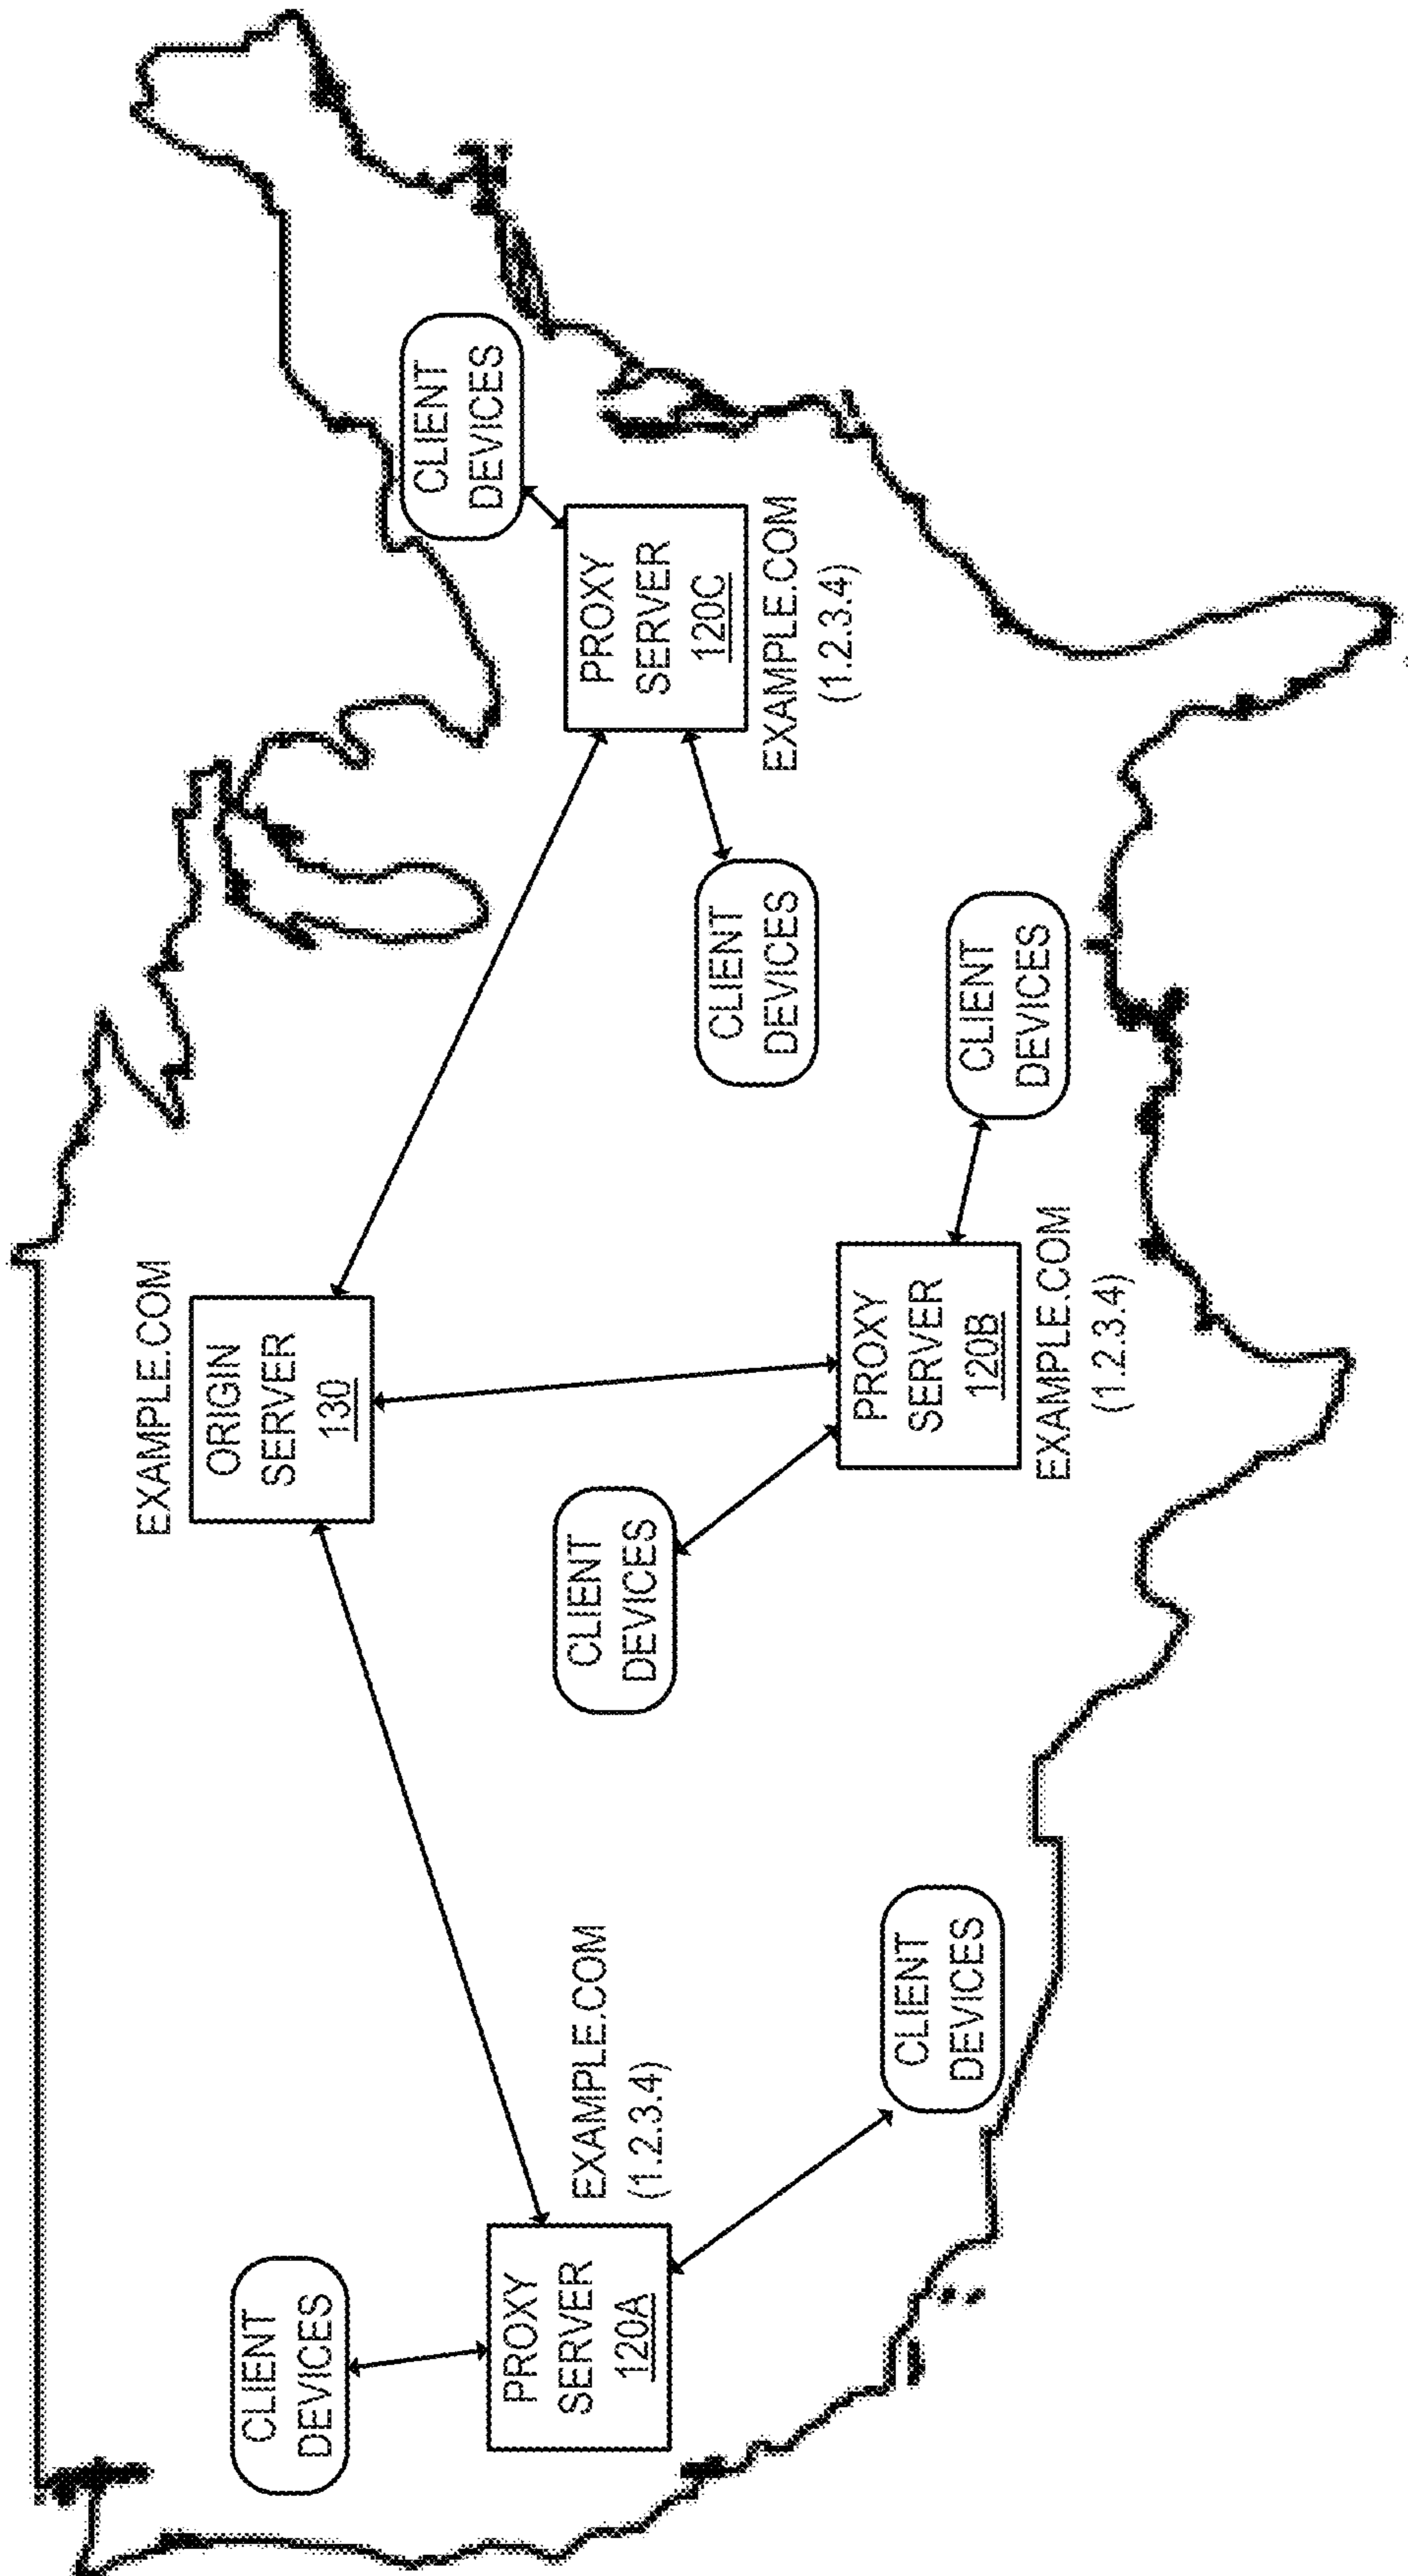 EXAMPLE.COM
ORIGIN
SERVER
130
CLIENT
DEVICES
PROXY
SERVER
120A
EXAMPLE.COM
(1.2.3.4)
CLIENT
DEVICES
CLIENT
DEVICES
PROXY
SERVER
120B
EXAMPLE.COM
(1.2.3.4)
CLIENT
DEVICES
CLIENT
DEVICES
PROXY
SERVER
120C
EXAMPLE.COM
(1.2.3.4)
CLIENT
DEVICES